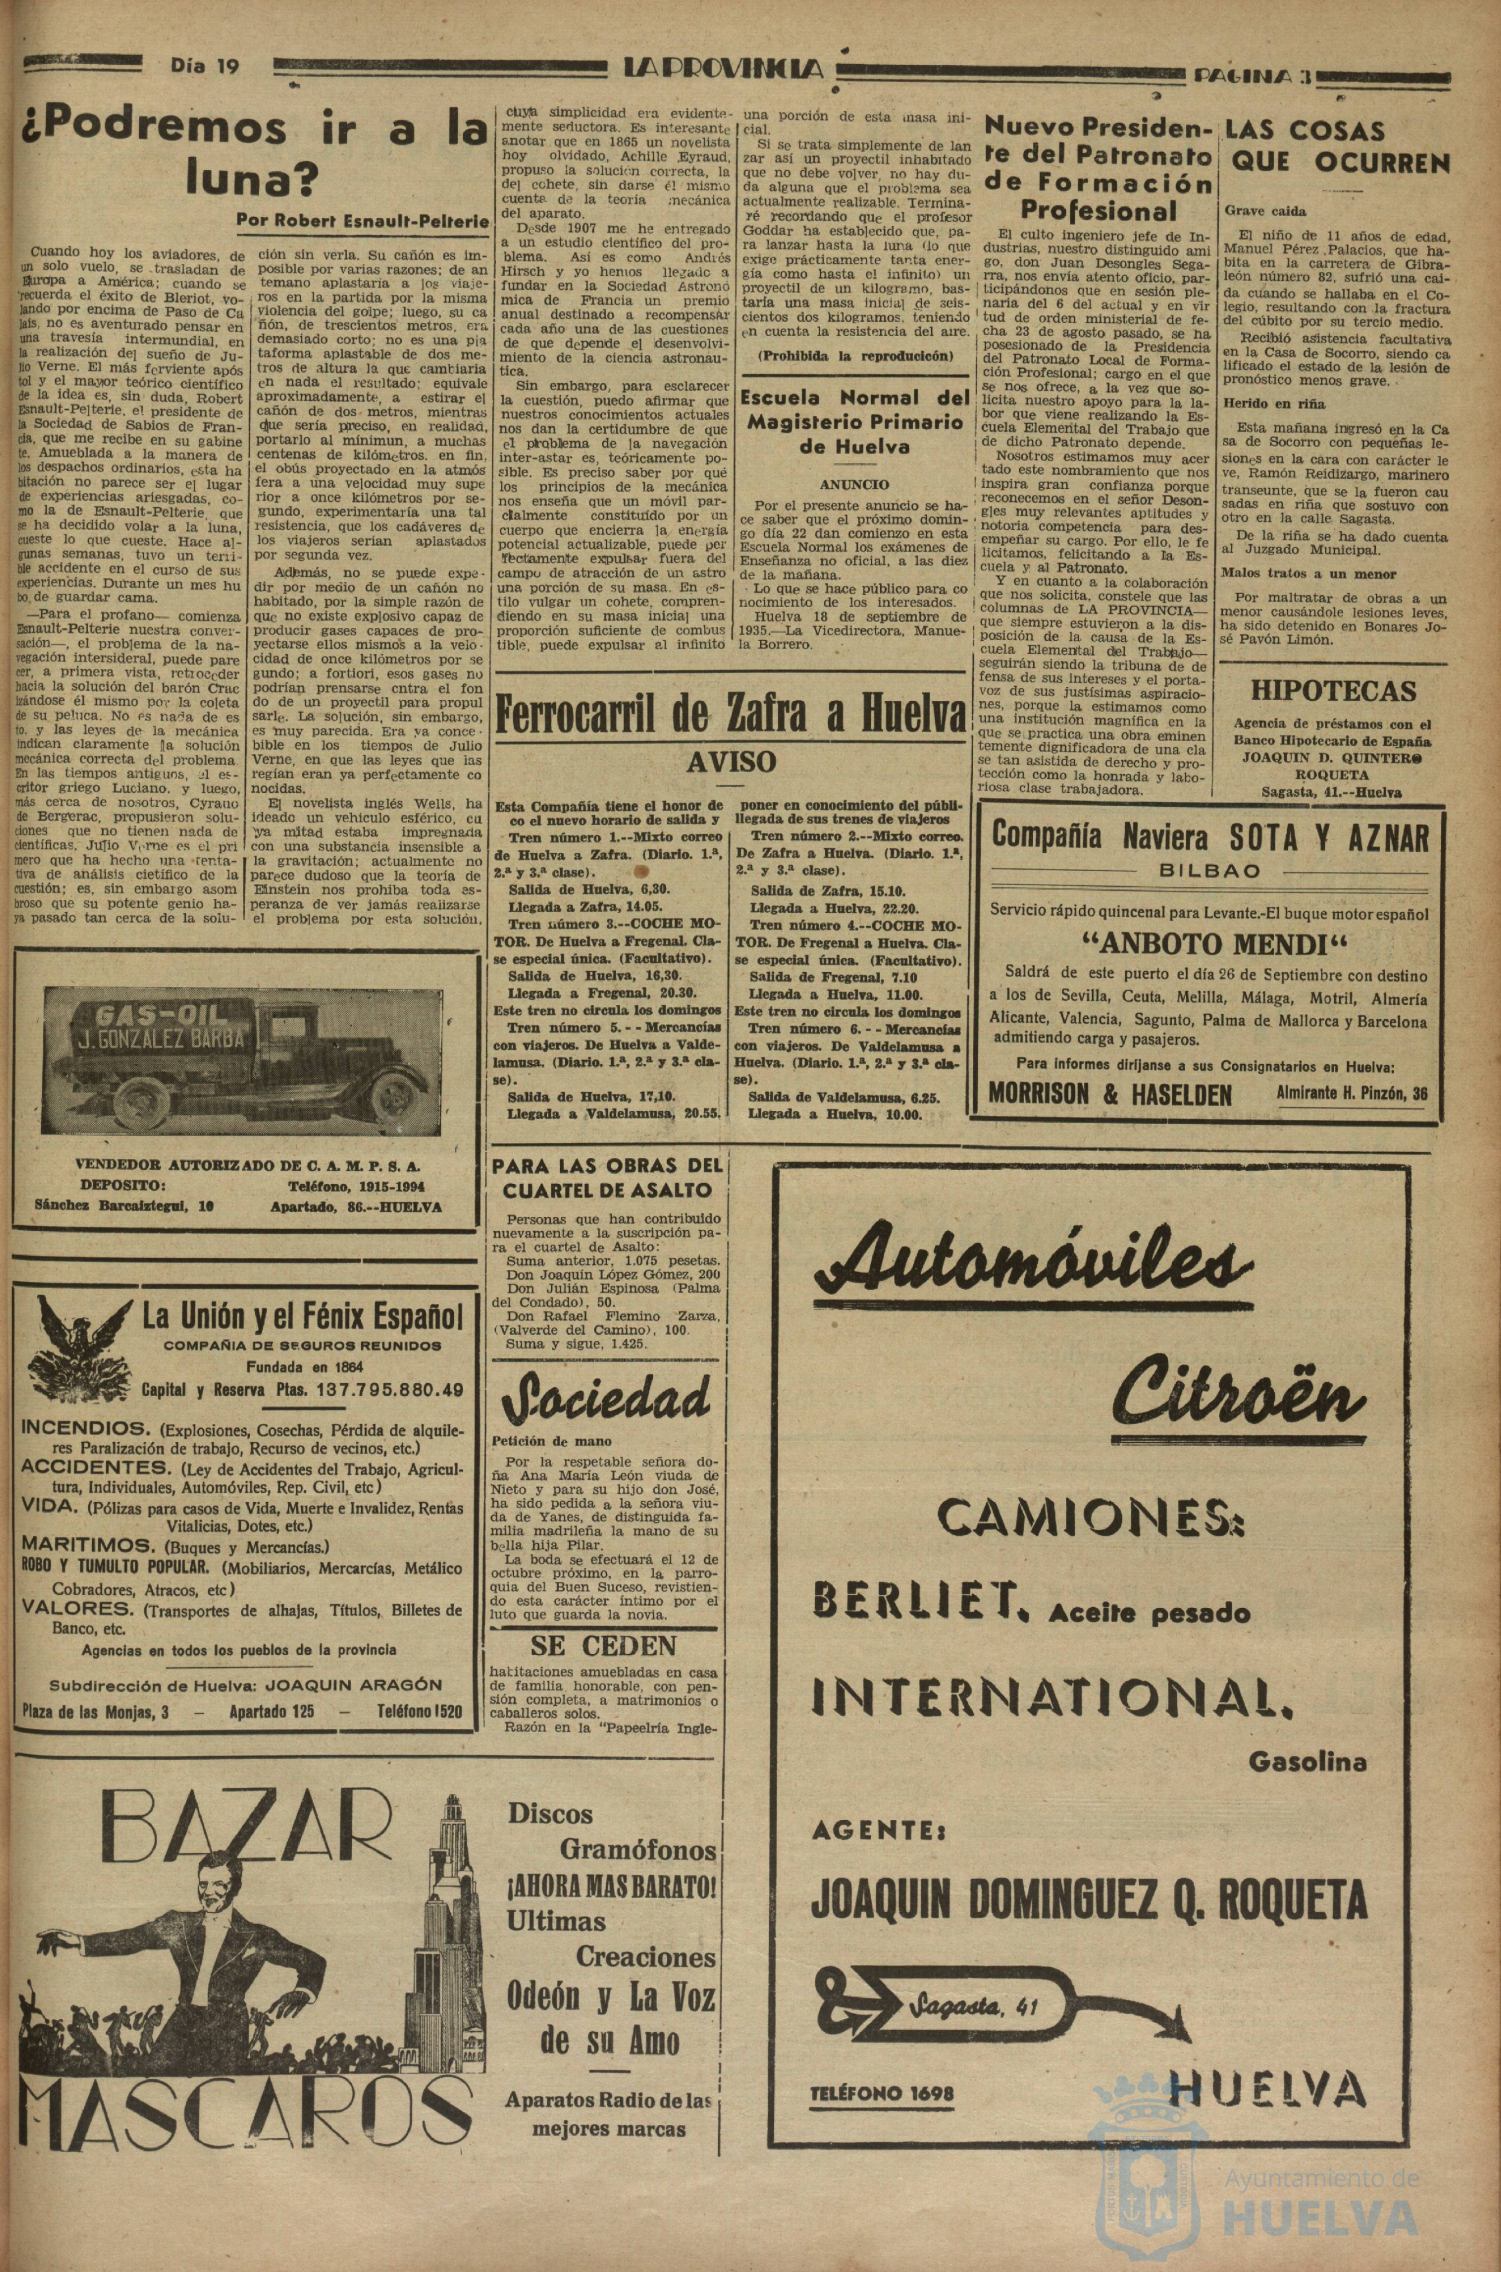 Día 19
LA PROVINCIA
PAGINA 3
¿Podremos ir a la
luna?
Por Robert Esnault-Pelterie
Cuando hoy los aviadores, de
un solo vuelo, se trasladan de
Europa a América; cuando se
recuerda el éxito de Bleriot, vo-
lando por encima de Paso de Ca
lais, no es aventurado pensar en
una travesía intermundial, en
la realización del sueño de Ju-
lio Verne. El más ferviente após
tol y el mayor teórico científico
de la idea es, sin duda, Robert
Esnault-Pelterie, el presidente de
la Sociedad de Sabios de Fran-
cia, que me recibe en su gabine
te. Amueblada a la manera de
los despachos ordinarios, esta ha
bitación no parece ser el lugar
de experiencias ariesgadas, co-
mo la de Esnault-Pelterie, que
se ha decidido volar a la luna,
cueste lo que cueste. Hace al-
gunas semanas, tuvo un terri-
ble accidente en el curso de sus
experiencias. Durante un mes hu
bo de guardar cama.
—Para el profano— comienza
Esnault-Pelterie nuestra conver-
sación—, el problema de la na-
vegación intersideral, puede pare
cer, a primera vista, retroceder
hacia la solución del barón Crac
izándose él mismo por la coleta
de su peluca. No es nada de es
to, y las leyes de la mecánica
indican claramente la solución
mecánica correcta del problema.
En las tiempos antiguos, el es-
critor griego Luciano, y luego,
más cerca de nosotros, Cyrano
de Bergerac, propusieron solu-
ciones que no tienen nada de
científicas. Julio Verne es el pri
mero que ha hecho una tenta-
tiva de análisis cietífico de la
cuestión; es, sin embargo asom
broso que su potente genio ha-
ya pasado tan cerca de la solu-
ción sin verla. Su cañón es im-
posible por varias razones; de an
temano aplastaría a los viaje-
ros en la partida por la misma
violencia del golpe; luego, su ca
ñón, de trescientos metros, era
demasiado corto; no es una pla
taforma aplastable de dos me-
tros de altura la que cambiaría
en nada el resultado; equivale
aproximadamente, a estirar el
cañón de dos metros, mientras
que sería preciso, en realidad,
portarlo al mínimun, a muchas
centenas de kilómetros. en fin,
el obús proyectado en la atmós
fera a una velocidad muy supe
rior a once kilómetros por se-
gundo, experimentaría una tal
resistencia, que los cadáveres de
los viajeros serían aplastados
por segunda vez.
Además, no se puede expe-
dir por medio de un cañón no
habitado, por la simple razón de
que no existe explosivo capaz de
producir gases capaces de pro-
yectarse ellos mismos a la velo-
cidad de once kilómetros por se
gundo; a fortiori, esos gases no
podrían prensarse cntra el fon
do de un proyectil para propul
sarle. La solución, sin embargo,
es muy parecida. Era ya conce-
bible en los tiempos de Julio
Verne, en que las leyes que las
regían eran ya perfectamente co
nocidas.
El novelista inglés Wells, ha
ideado un vehículo esférico, cu
ya mitad estaba impregnada
con una substancia insensible a
la gravitación; actualmente no
parece dudoso que la teoría de
Einstein nos prohiba toda es-
peranza de ver jamás realizarse
el problema por esta solución,
cuya simplicidad era evidente-
mente seductora. Es interesante
anotar que en 1865 un novelista
hoy olvidado, Achille Eyraud,
propuso la solución correcta, la
del cohete, sin darse él mismo
cuenta de la teoría mecánica
del aparato.
Desde 1907 me he entregado
a un estudio científico del pro-
blema. Así es como Andrés
Hirsch y yo hemos llegado a
fundar en la Sociedad Astronó
mica de Francia un premio
anual destinado a recompensar
cada año una de las cuestiones
de que depende el desenvolvi-
miento de la ciencia astronau-
tica.
Sin embargo, para esclarecer
la cuestión, puedo afirmar que
nuestros conocimientos actuales
nos dan la certidumbre de que
el problema de la navegación
inter-astar es, teóricamente po-
sible. Es preciso saber por qué
los principios de la mecánica
nos enseña que un móvil par-
cialmente constituído por un
cuerpo que encierra la energía
potencial actualizable, puede per
fectamente expulsar fuera del
campo de atracción de un astro
una porción de su masa. En es-
tilo vulgar un cohete, compren-
diendo en su masa inicial una
proporción suficiente de combus
tible, puede expulsar al infinito
una porción de esta masa ini-
cial.
Si se trata simplemente de lan
zar así un proyectil inhabitado
que no debe volver, no hay du-
da alguna que el problema sea
actualmente realizable. Termina-
ré recordando que el profesor
Goddar ha establecido que, pa-
ra lanzar hasta la luna (lo que
exige prácticamente tanta ener-
gía como hasta el infinito) un
proyectil de un kilogramo, bas-
taría una masa inicial de seis-
cientos dos kilogramos, teniendo
en cuenta la resistencia del aire.
(Prohibida la reproducicón)
Escuela Normal del
Magisterio Primario
de Huelva
ANUNCIO
Por el presente anuncio se ha-
ce saber que el próximo domin-
go día 22 dan comienzo en esta
Escuela Normal los exámenes de
Enseñanza no oficial, a las diez
de la mañana.
Lo que se hace público para co
nocimiento de los interesados.
Huelva 18 de septiembre de
1935.—La Vicedirectora, Manue-
la Borrero.
Nuevo Presiden-
te del Patronato
de Formación
Profesional
El culto ingeniero jefe de In-
dustrias, nuestro distinguido ami
go, don Juan Desongles Sega-
rra, nos envía atento oficio, par-
ticipándonos que en sesión ple-
naria del 6 del actual y en vir
tud de orden ministerial de fe-
cha 23 de agosto pasado, se ha
posesionado de la Presidencia
del Patronato Local de Forma-
ción Profesional; cargo en el que
se nos ofrece, a la vez que so-
licita nuestro apoyo para la la-
bor que viene realizando la Es-
cuela Elemental del Trabajo que
de dicho Patronato depende.
Nosotros estimamos muy acer
tado este nombramiento que nos
inspira gran confianza porque
reconecemos en el señor Deson-
gles muy relevantes aptitudes y
notoria competencia para des-
empeñar su cargo. Por ello, le fe
licitamos, felicitando a la Es-
cuela y al Patronato.
Y en cuanto a la colaboración
que nos solicita, constele que las
columnas de LA PROVINCIA—
que siempre estuvieron a la dis-
posición de la causa de la Es-
cuela Elemental del Trabajo—
seguirán siendo la tribuna de de
fensa de sus intereses y el porta-
voz de sus justísimas aspiracio-
nes, porque la estimamos como
una institución magnífica en la
que se practica una obra eminen
temente dignificadora de una cla
se tan asistida de derecho y pro-
tección como la honrada y labo-
riosa clase trabajadora.
LAS COSAS
QUE OCURREN
Grave caida
El niño de 11 años de edad,
Manuel Pérez Palacios, que ha-
bita en la carretera de Gibra-
león número 82, sufrió una caí-
da cuando se hallaba en el Co-
legio, resultando con la fractura
del cúbito por su tercio medio.
Recibió asistencia facultativa
en la Casa de Socorro, siendo ca
lificado el estado de la lesión de
pronóstico menos grave.
Herido en riña
Esta mañana ingresó en la Ca
sa de Socorro con pequeñas le-
siones en la cara con carácter le
ve, Ramón Reidizargo, marinero
transeunte, que se la fueron cau
sadas en riña que sostuvo con
otro en la calle Sagasta.
De la riña se ha dado cuenta
al Juzgado Municipal.
Malos tratos a un menor
Por maltratar de obras a un
menor causándole lesiones leves,
ha sido detenido en Bonares Jo-
sé Pavón Limón.
HIPOTECAS
Agencia de préstamos con el
Banco Hipotecario de España
JOAQUIN D. QUINTERO
ROQUETA
Sagasta, 41.--Huelva
Ferrocarril de Zafra a Huelva
AVISO
Esta Compañía tiene el honor de
co el nuevo horario de salida y
Tren número 1.--Mixto correo
de Huelva a Zafra. (Diario. 1.ª,
2.ª y 3.ª clase).
Salida de Huelva, 6,30.
Llegada a Zafra, 14.05.
Tren número 3.--COCHE MO-
TOR. De Huelva a Fregenal. Cla-
se especial única. (Facultativo).
Salida de Huelva, 16,30.
Llegada a Fregenal, 20.30.
Este tren no circula los domingos
Tren número 5. - - Mercancías
con viajeros. De Huelva a Valde-
lamusa. (Diario. 1.ª, 2.ª y 3.ª cla-
se).
Salida de Huelva, 17,10.
Llegada a Valdelamusa, 20.55.
poner en conocimiento del públi-
llegada de sus trenes de viajeros
Tren número 2.--Mixto correo.
De Zafra a Huelva. (Diario. 1.ª,
2.ª y 3.ª clase).
Salida de Zafra, 15.10.
Llegada a Huelva, 22.20.
Tren número 4.--COCHE MO-
TOR. De Fregenal a Huelva. Cla-
se especial única. (Facultativo).
Salida de Fregenal, 7.10
Llegada a Huelva, 11.00.
Este tren no circula los domingos
Tren número 6. - - Mercancías
con viajeros. De Valdelamusa a
Huelva. (Diario. 1.ª, 2.ª y 3.ª cla-
se).
Salida de Valdelamusa, 6.25.
Llegada a Huelva, 10.00.
Compañía Naviera SOTA Y AZNAR
BILBAO
Servicio rápido quincenal para Levante.-El buque motor español
“ANBOTO MENDI“
Saldrá de este puerto el día 26 de Septiembre con destino
a los de Sevilla, Ceuta, Melilla, Málaga, Motril, Almería
Alicante, Valencia, Sagunto, Palma de Mallorca y Barcelona
admitiendo carga y pasajeros.
Para informes diríjanse a sus Consignatarios en Huelva:
MORRISON & HASELDEN Almirante H. Pinzón, 36
GAS-OIL
J. GONZALEZ BARBA
VENDEDOR AUTORIZADO DE C. A. M. P. S. A.
DEPOSITO: Teléfono, 1915-1994
Sánchez Barcaiztegui, 10 Apartado, 86.--HUELVA
La Unión y el Fénix Español
COMPAÑIA DE SEGUROS REUNIDOS
Fundada en 1864
Capital y Reserva Ptas. 137.795.880.49
INCENDIOS. (Explosiones, Cosechas, Pérdida de alquile-
res Paralización de trabajo, Recurso de vecinos, etc.)
ACCIDENTES. (Ley de Accidentes del Trabajo, Agricul-
tura, Individuales, Automóviles, Rep. Civil, etc)
VIDA. (Pólizas para casos de Vida, Muerte e Invalidez, Rentas
Vitalicias, Dotes, etc.)
MARITIMOS. (Buques y Mercancías.)
ROBO Y TUMULTO POPULAR. (Mobiliarios, Mercarcías, Metálico
Cobradores, Atracos, etc)
VALORES. (Transportes de alhajas, Títulos, Billetes de
Banco, etc.
Agencias en todos los pueblos de la provincia
Subdirección de Huelva: JOAQUIN ARAGÓN
Plaza de las Monjas, 3 — Apartado 125 — Teléfono 1520
PARA LAS OBRAS DEL
CUARTEL DE ASALTO
Personas que han contribuido
nuevamente a la suscripción pa-
ra el cuartel de Asalto:
Suma anterior, 1.075 pesetas.
Don Joaquín López Gómez, 200
Don Julián Espinosa (Palma
del Condado), 50.
Don Rafael Flemino Zarza,
(Valverde del Camino), 100.
Suma y sigue, 1.425.
Sociedad
Petición de mano
Por la respetable señora do-
ña Ana María León viuda de
Nieto y para su hijo don José,
ha sido pedida a la señora viu-
da de Yanes, de distinguida fa-
milia madrileña la mano de su
bella hija Pilar.
La boda se efectuará el 12 de
octubre próximo, en la parro-
quia del Buen Suceso, revistien-
do esta carácter íntimo por el
luto que guarda la novia.
SE CEDEN
habitaciones amuebladas en casa
de familia honorable, con pen-
sión completa, a matrimonios o
caballeros solos.
Razón en la "Papeelría Ingle-
Automóviles
Citroën
CAMIONES:
BERLIET. Aceite pesado
INTERNATIONAL.
Gasolina
AGENTE:
JOAQUIN DOMINGUEZ Q. ROQUETA
Sagasta, 41
TELÉFONO 1698
HUELVA
BAZAR
MASCAROS
Discos
Gramófonos
¡AHORA MAS BARATO!
Ultimas
Creaciones
Odeón y La Voz
de su Amo
Aparatos Radio de las
mejores marcas
Ayuntamiento de
HUELVA